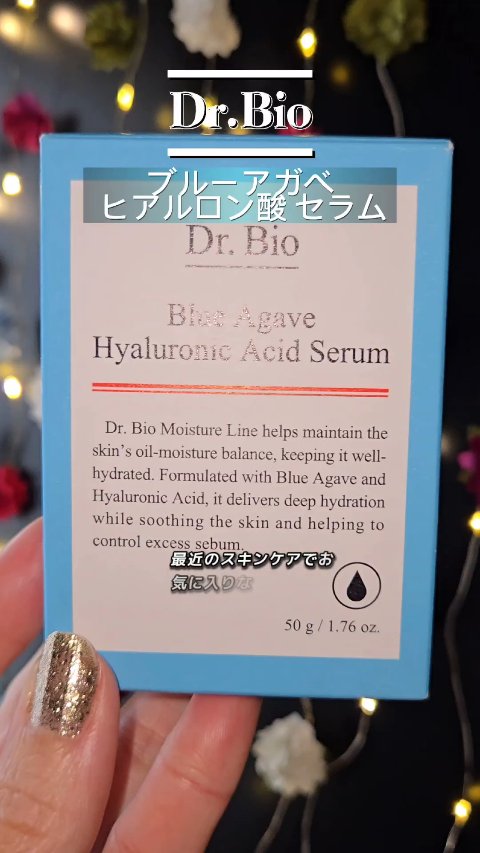 Dr.Bio
ブルーアガベ
ヒアルロン酸 セラム
Dr. Bio
Blue Agave
Hyaluronic Acid Serum
Dr. Bio Moisture Line helps maintain the
skin's oil-moisture balance, keeping it well-
hydrated. Formulated with Blue Agave and
Hyaluronic Acid, it delivers deep hydration
while soothing the skin and helping to
control excess sebum.
最近のスキンケアでお
気に入りな
50 g / 1.76 oz.